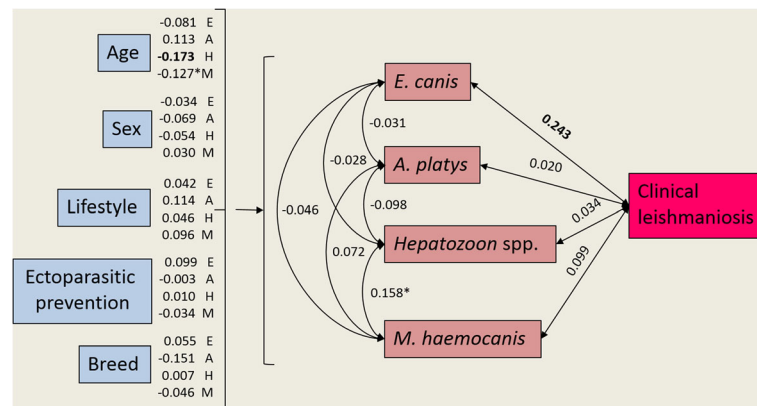 Age
-0.081 E
0.113 A
-0.173 H
-0.127* M
Sex
-0.034 E
-0.069 A
-0.054 H
0.030 M
Lifestyle
0.042 E
0.114 A
0.046 H
0.096 M
Ectoparasitic
prevention
0.099 E
-0.003 A
0.010 H
-0.034 M
Breed
0.055 E
-0.151 A
0.007 H
-0.046 M
E. canis
A. platys
Hepatozoon spp.
M. haemocanis
-0.031
-0.028
-0.046
-0.098
0.072
0.158*
0.243
0.020
0.034
0.099
Clinical
leishmaniosis